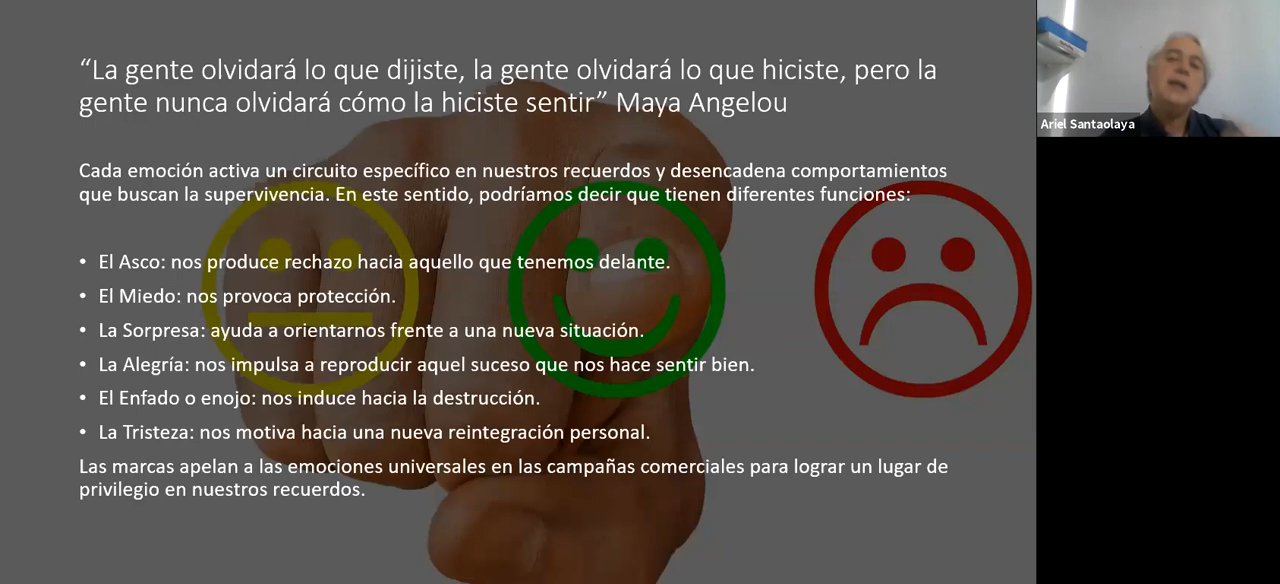 “La gente olvidará lo que dijiste, la gente olvidará lo que hiciste, pero la
gente nunca olvidará cómo la hiciste sentir” Maya Angelou
Cada emoción activa un circuito específico en nuestros recuerdos y desencadena comportamientos
que buscan la supervivencia. En este sentido, podríamos decir que tienen diferentes funciones:
• El Asco: nos produce rechazo hacia aquello que tenemos delante.
• El Miedo: nos provoca protección.
• La Sorpresa: ayuda a orientarnos frente a una nueva situación.
• La Alegría: nos impulsa a reproducir aquel suceso que nos hace sentir bien.
• El Enfado o enojo: nos induce hacia la destrucción.
• La Tristeza: nos motiva hacia una nueva reintegración personal.
Las marcas apelan a las emociones universales en las campañas comerciales para lograr un lugar de
privilegio en nuestros recuerdos.
Ariel Santaolaya